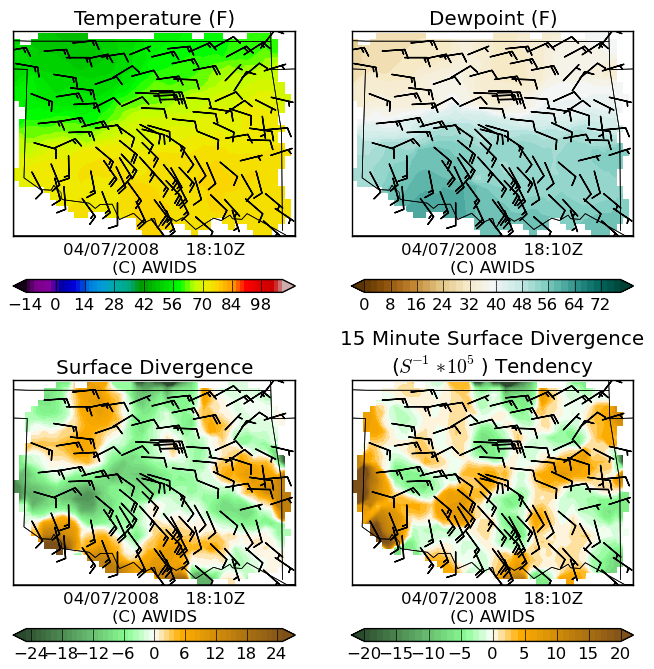 Temperature (F)
Dewpoint (F)
04/07/2008 18:10Z
(C) AWIDS
04/07/2008 18:10Z
(C) AWIDS
−14 0 14 28 42 56 70 84 98
0 8 16 24 32 40 48 56 64 72
Surface Divergence
15 Minute Surface Divergence
(S⁻¹ *10⁵ ) Tendency
04/07/2008 18:10Z
(C) AWIDS
04/07/2008 18:10Z
(C) AWIDS
−24 −18 −12 −6 0 6 12 18 24
−20 −15 −10 −5 0 5 10 15 20